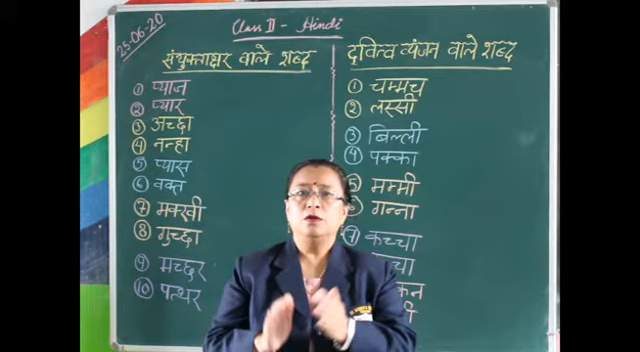 25-06-20
Class II - Hindi
संयुक्ताक्षर वाले शब्द
① प्याज
② प्यार
③ अच्छा
④ नन्हा
⑤ प्यास
⑥ वक्त
⑦ मक्खी
⑧ गुच्छा
⑨ मच्छर
⑩ पत्थर
दवित्व व्यंजन वाले शब्द
① चम्मच
② लस्सी
③ बिल्ली
④ पक्का
⑤ मम्मी
गन्ना
⑦ कच्चा